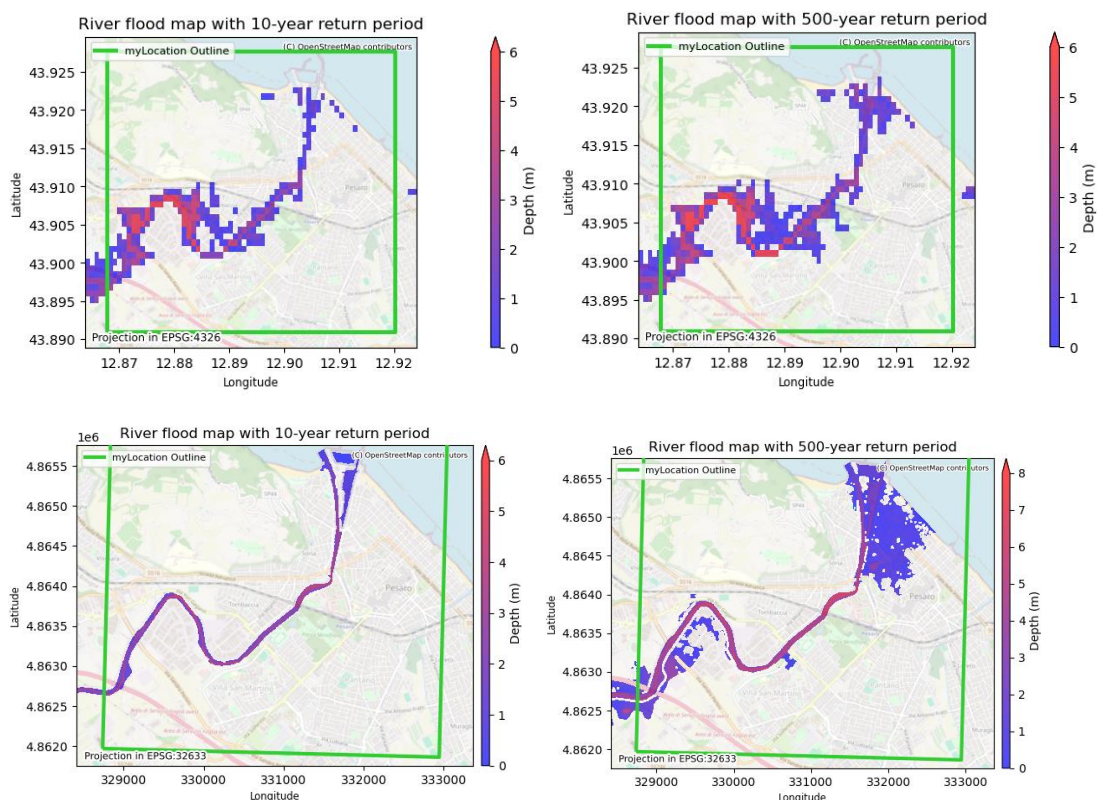 River flood map with 10-year return period
myLocation Outline
(C) OpenStreetMap contributors
43.925
43.920
43.915
43.910
43.905
43.900
43.895
43.890
Latitude
Pesaro
Projection in EPSG:4326
12.87 12.88 12.89 12.90 12.91 12.92
Longitude
6
5
4
3
2
1
0
Depth (m)
River flood map with 500-year return period
myLocation Outline
(C) OpenStreetMap contributors
43.925
43.920
43.915
43.910
43.905
43.900
43.895
43.890
Latitude
Pesaro
Projection in EPSG:4326
12.87 12.88 12.89 12.90 12.91 12.92
Longitude
6
5
4
3
2
1
0
Depth (m)
1e6
River flood map with 10-year return period
myLocation Outline
(C) OpenStreetMap contributors
4.8655
4.8650
4.8645
4.8640
4.8635
4.8630
4.8625
4.8620
Latitude
Pesaro
Villa San Martino
Projection in EPSG:32633
329000 330000 331000 332000 333000
Longitude
6
5
4
3
2
1
0
Depth (m)
1e6
River flood map with 500-year return period
myLocation Outline
(C) OpenStreetMap contributors
4.8655
4.8650
4.8645
4.8640
4.8635
4.8630
4.8625
4.8620
Latitude
Pesaro
Villa San Martino
Projection in EPSG:32633
329000 330000 331000 332000 333000
Longitude
8
7
6
5
4
3
2
1
0
Depth (m)